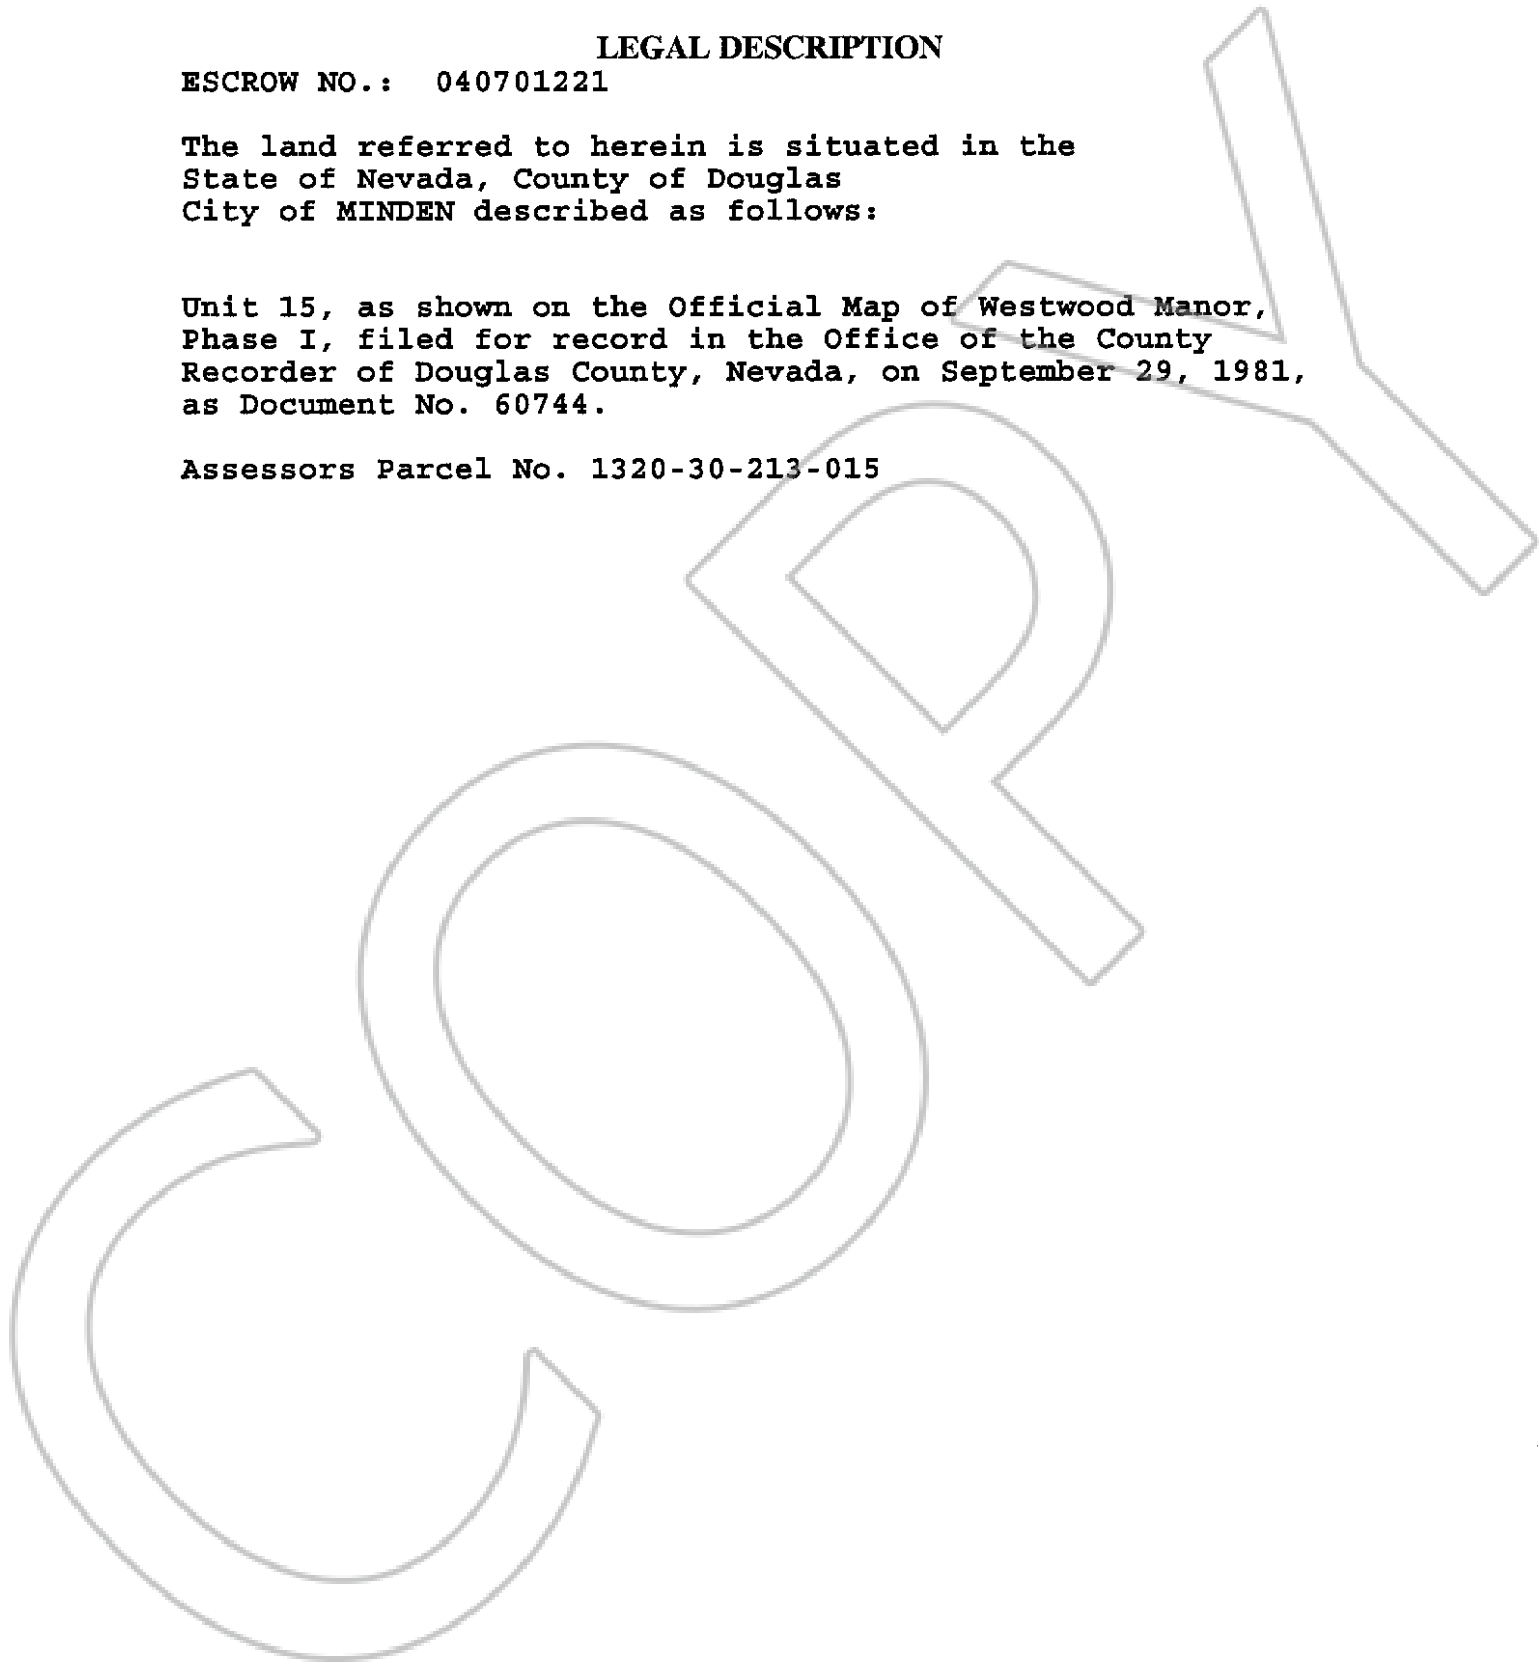 LEGAL DESCRIPTION
ESCROW NO.: 040701221
The land referred to herein is situated in the
State of Nevada, County of Douglas
City of MINDEN described as follows:
Unit 15, as shown on the Official Map of Westwood Manor,
Phase I, filed for record in the Office of the County
Recorder of Douglas County, Nevada, on September 29, 1981,
as Document No. 60744.
Assessors Parcel No. 1320-30-213-015
COPY